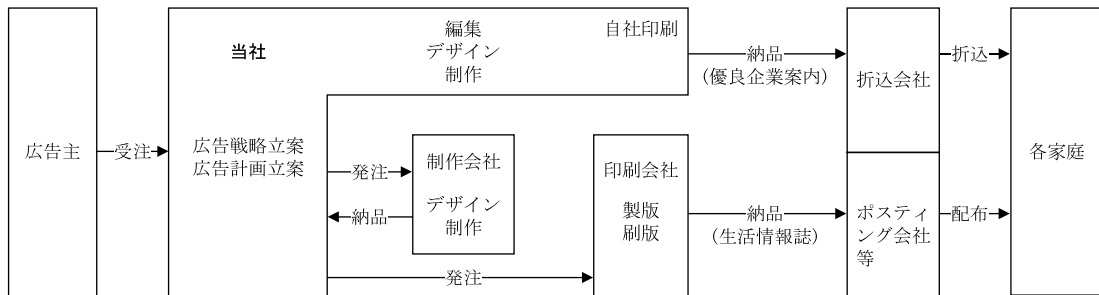 広告主
受注
当社
編集
デザイン
制作
自社印刷
広告戦略立案
広告計画立案
発注
納品
制作会社
デザイン
制作
発注
印刷会社
製版
刷版
納品
(優良企業案内)
納品
(生活情報誌)
折込会社
ポスティ
ング会社
等
折込
配布
各家庭